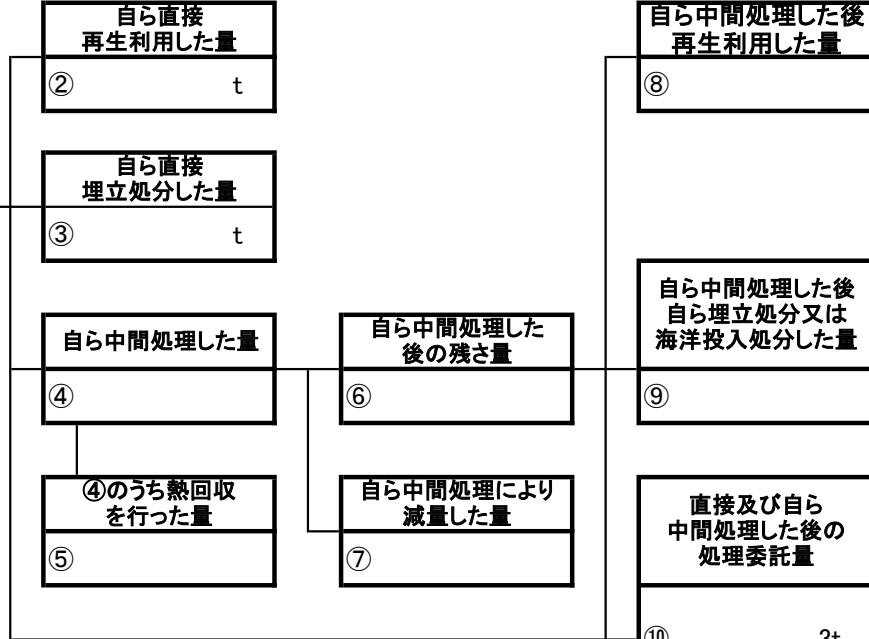 自ら直接
再生利用した量
② t
自ら中間処理した後
再生利用した量
⑧
自ら直接
埋立処分した量
③ t
自ら中間処理した量
④
自ら中間処理した
後の残さ量
⑥
自ら中間処理した後
自ら埋立処分又は
海洋投入処分した量
⑨
④のうち熱回収
を行った量
⑤
自ら中間処理により
減量した量
⑦
直接及び自ら
中間処理した後の
処理委託量
⑩ 2t